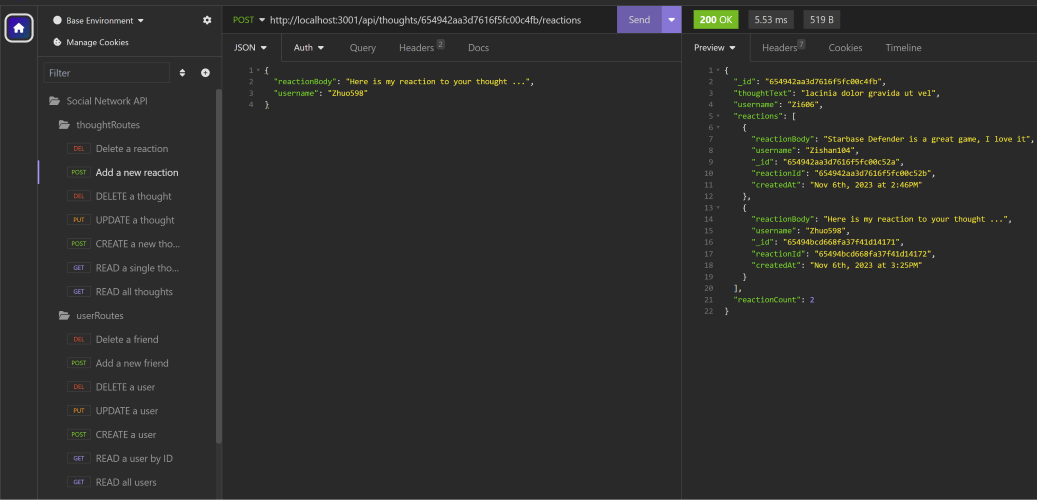 Base Environment
Manage Cookies
Filter
Social Network API
thoughtRoutes
DEL Delete a reaction
POST Add a new reaction
DEL DELETE a thought
PUT UPDATE a thought
POST CREATE a new tho...
GET READ a single tho...
GET READ all thoughts
userRoutes
DEL Delete a friend
POST Add a new friend
DEL DELETE a user
PUT UPDATE a user
POST CREATE a user
GET READ a user by ID
GET READ all users
POST http://localhost:3001/api/thoughts/654942aa3d7616f5fc00c4fb/reactions Send
JSON Auth Query Headers 2 Docs
1 {
2 "reactionBody": "Here is my reaction to your thought ...",
3 "username": "Zhuo598"
4 }
200 OK 5.53 ms 519 B
Preview Headers 7 Cookies Timeline
1 {
2 "_id": "654942aa3d7616f5fc00c4fb",
3 "thoughtText": "lacinia dolor gravida ut vel",
4 "username": "Zi606",
5 "reactions": [
6 {
7 "reactionBody": "Starbase Defender is a great game, I love it",
8 "username": "Zishan104",
9 "_id": "654942aa3d7616f5fc00c52a",
10 "reactionId": "654942aa3d7616f5fc00c52b",
11 "createdAt": "Nov 6th, 2023 at 2:46PM"
12 },
13 {
14 "reactionBody": "Here is my reaction to your thought ...",
15 "username": "Zhuo598",
16 "_id": "65494bcd668fa37f41d14171",
17 "reactionId": "65494bcd668fa37f41d14172",
18 "createdAt": "Nov 6th, 2023 at 3:25PM"
19 }
20 ],
21 "reactionCount": 2
22 }